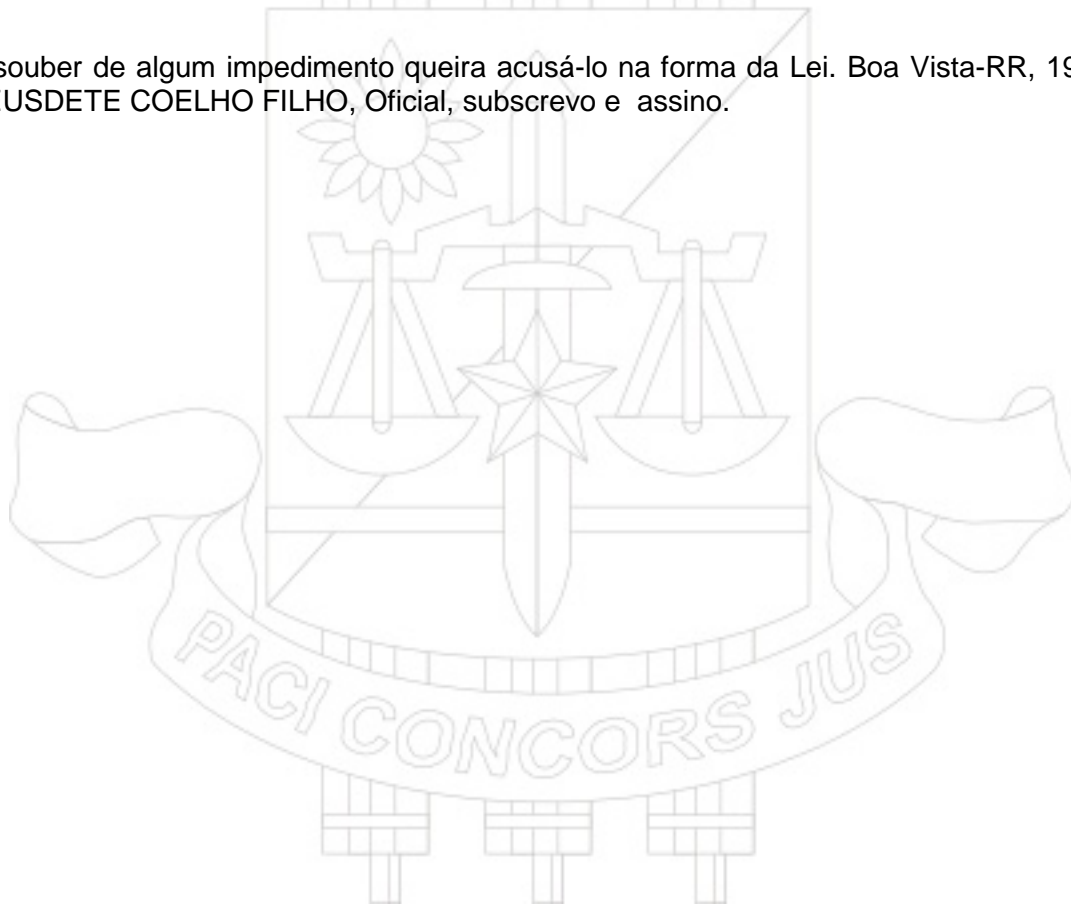 souber de algum impedimento queira acusá-lo na forma da Lei. Boa Vista-RR, 19
EUSDETE COELHO FILHO, Oficial, subscrevo e assino.
PACI CONCORS JUS